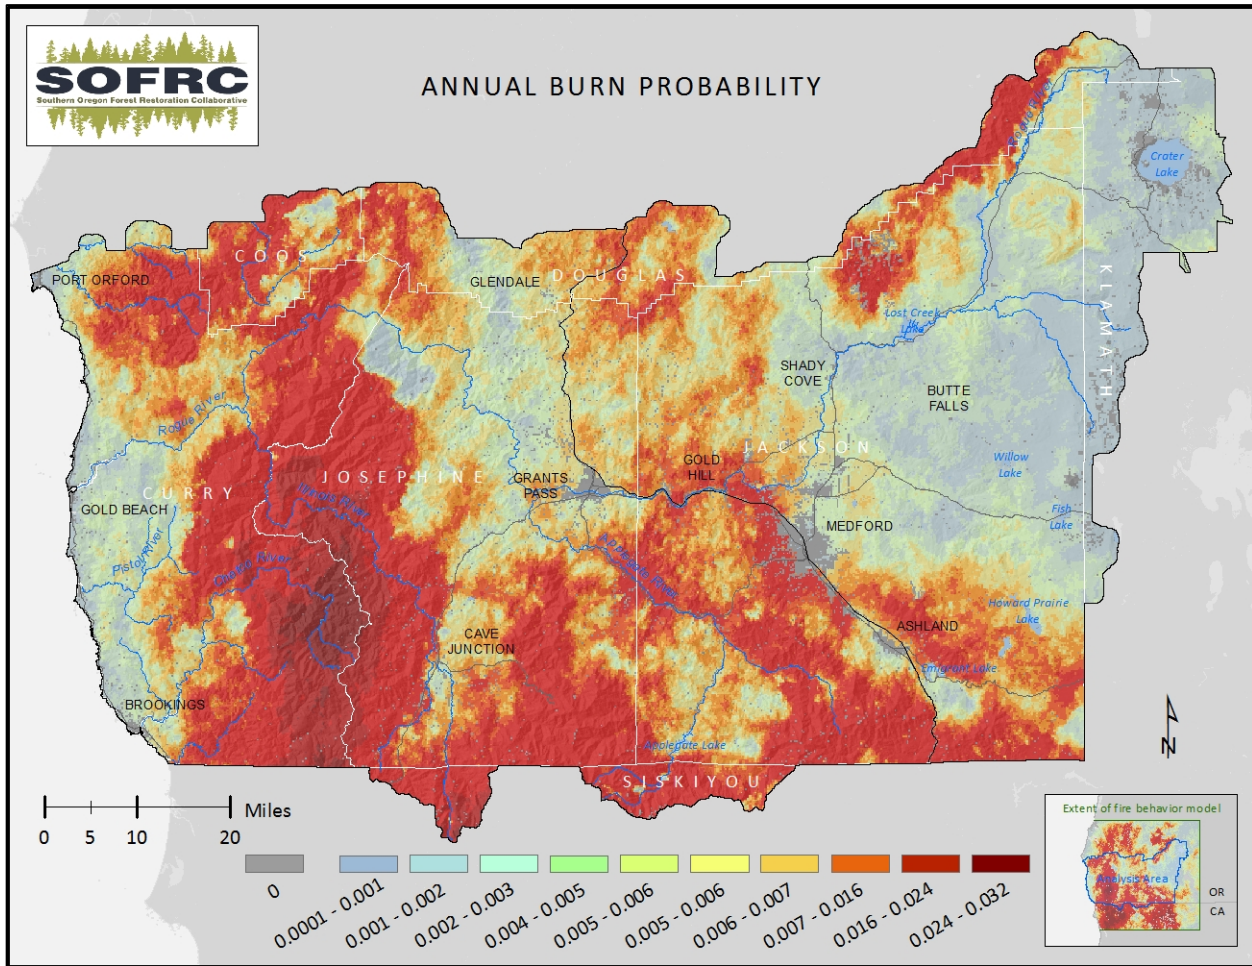 SOFRC
Southern Oregon Forest Restoration Collaborative
ANNUAL BURN PROBABILITY
Rogue River
Crater
Lake
COOS
PORT ORFORD
GLENDALE
DOUGLAS
KLAMATH
Lost Creek
Lake
SHADY
COVE
BUTTE
FALLS
Rogue River
JACKSON
GOLD
HILL
Willow
Lake
JOSEPHINE
GRANTS
PASS
CURRY
Illinois River
GOLD BEACH
Fish
Lake
MEDFORD
Pistol River
Chetco River
Applegate River
Howard Prairie
Lake
CAVE
JUNCTION
ASHLAND
Emigrant Lake
BROOKINGS
Applegate Lake
SISKIYOU
N
Miles
0 5 10 20
Extent of fire behavior model
Analysis Area
OR
CA
0
0.0001 - 0.001
0.001 - 0.002
0.002 - 0.003
0.004 - 0.005
0.005 - 0.006
0.005 - 0.006
0.006 - 0.007
0.007 - 0.016
0.016 - 0.024
0.024 - 0.032